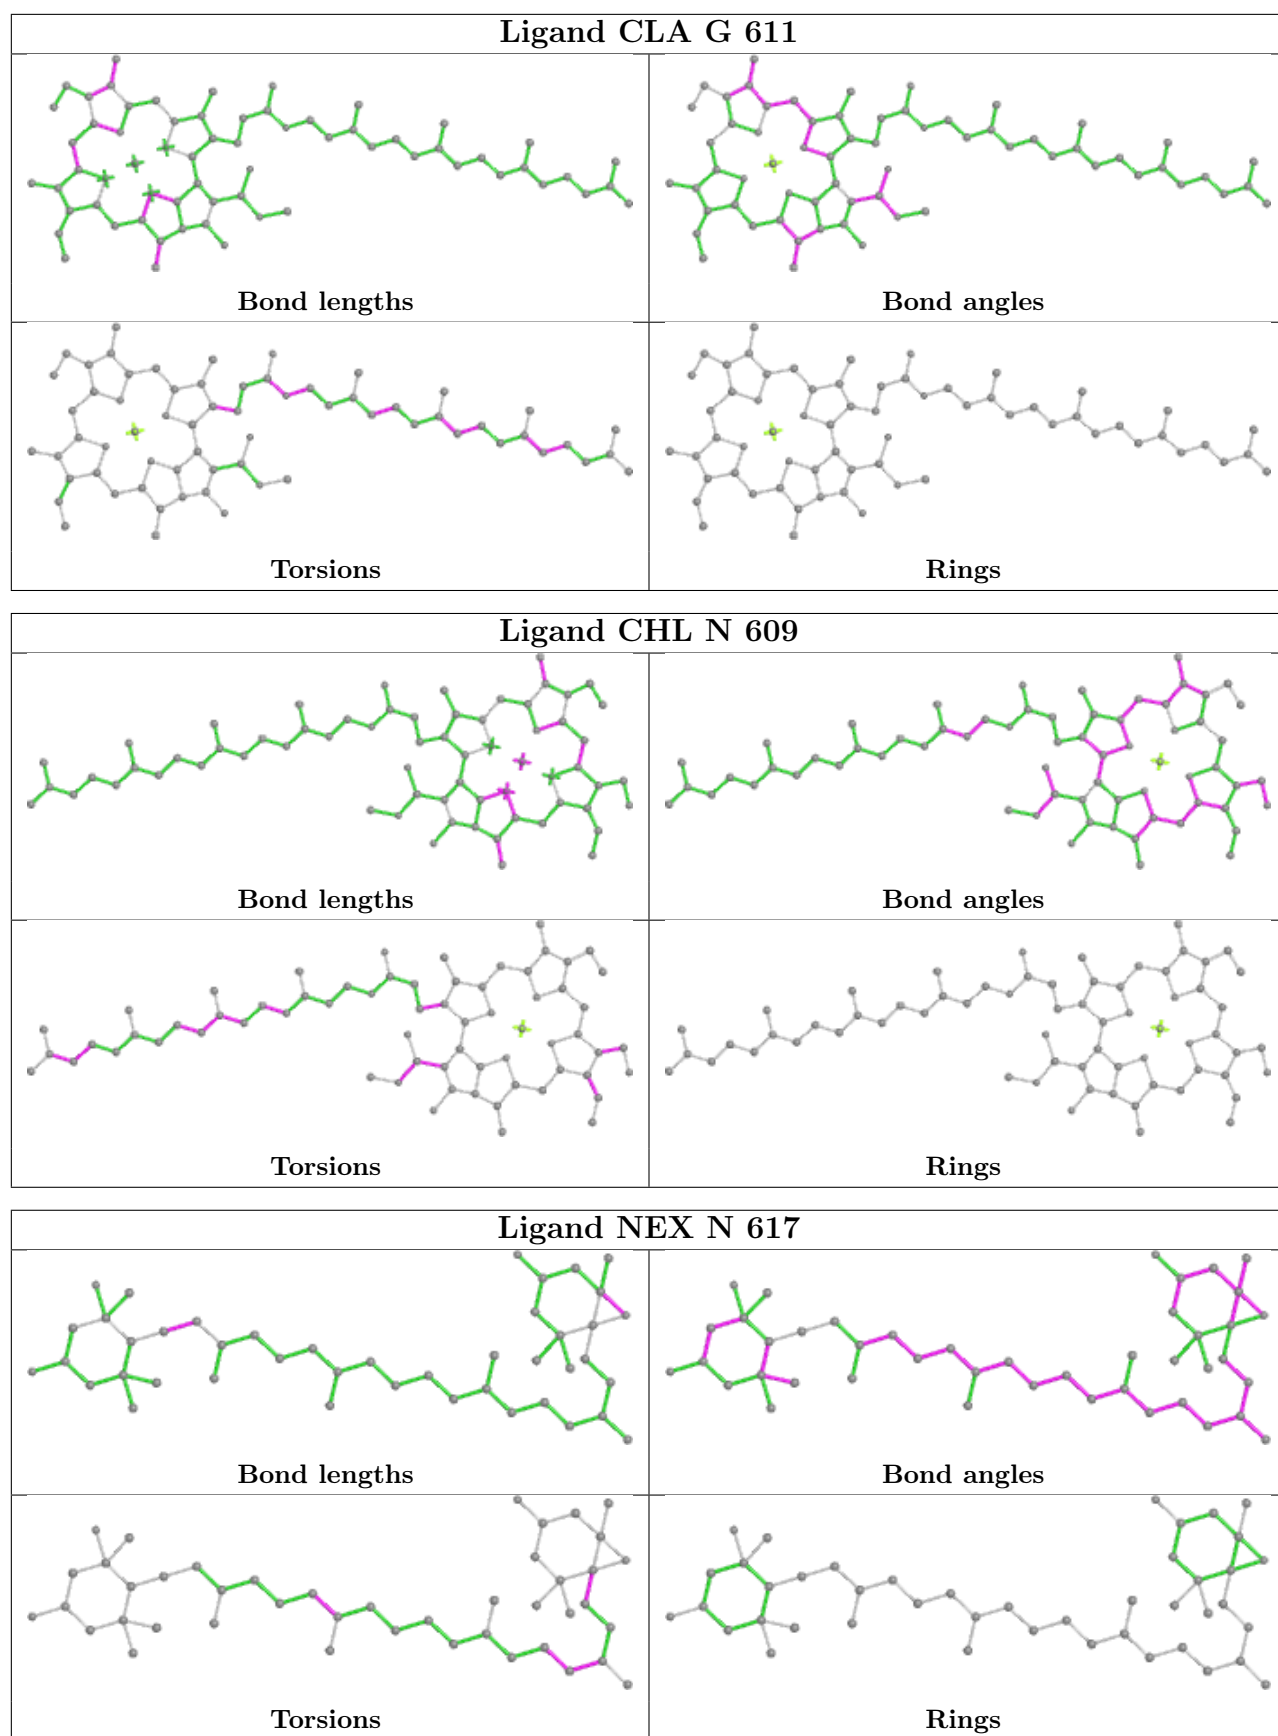 Ligand CLA G 611
Bond lengths
Bond angles
Torsions
Rings
Ligand CHL N 609
Bond lengths
Bond angles
Torsions
Rings
Ligand NEX N 617
Bond lengths
Bond angles
Torsions
Rings